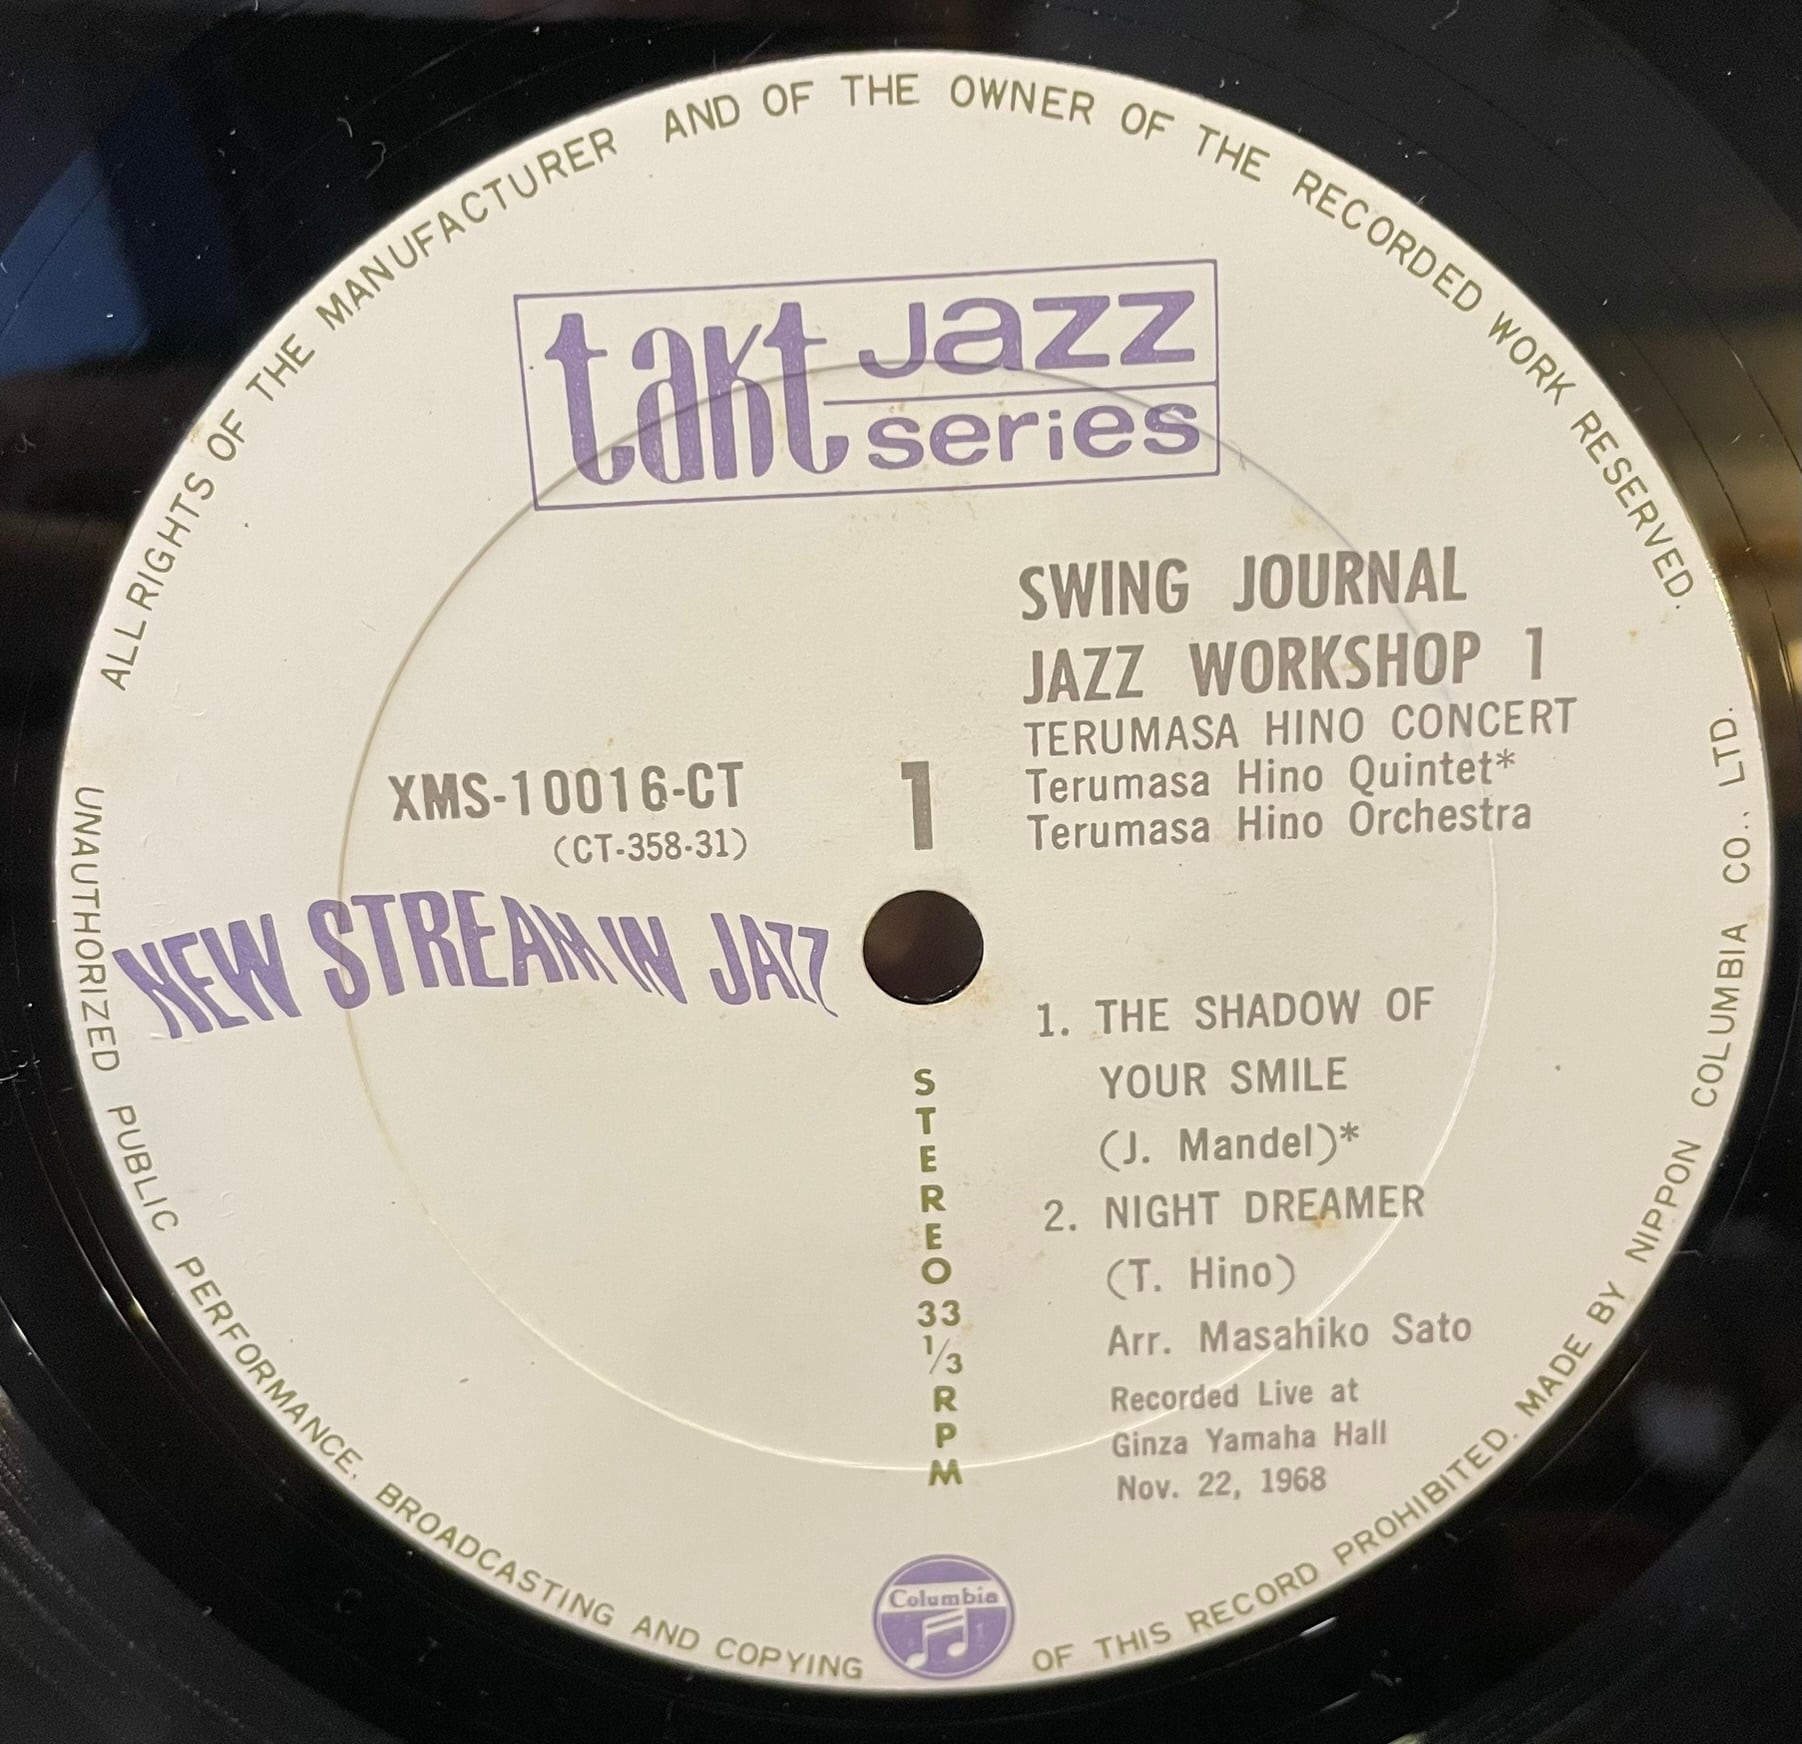 ALL RIGHTS OF THE MANUFACTURER AND OF THE OWNER OF THE RECORDED WORK RESERVED.
takt jazz
series
SWING JOURNAL
JAZZ WORKSHOP 1
TERUMASA HINO CONCERT
Terumasa Hino Quintet*
Terumasa Hino Orchestra
XMS-10016-CT
(CT-358-31)
1
NEW STREAM IN JAZZ
1. THE SHADOW OF
YOUR SMILE
(J. Mandel)*
2. NIGHT DREAMER
(T. Hino)
Arr. Masahiko Sato
Recorded Live at
Ginza Yamaha Hall
Nov. 22, 1968
STEREO 33 1/3 RPM
Columbia
UNAUTHORIZED PUBLIC PERFORMANCE, BROADCASTING AND COPYING OF THIS RECORD PROHIBITED. MADE BY NIPPON COLUMBIA CO., LTD.